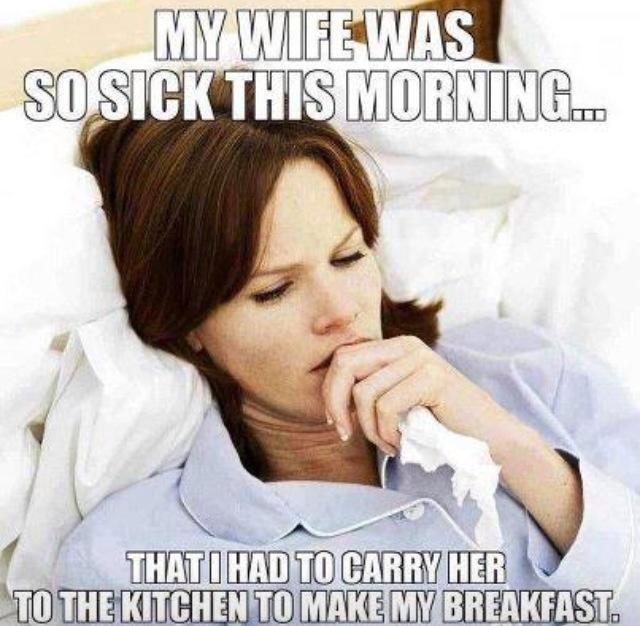 MY WIFE WAS
SO SICK THIS MORNING...
THAT I HAD TO CARRY HER
TO THE KITCHEN TO MAKE MY BREAKFAST.